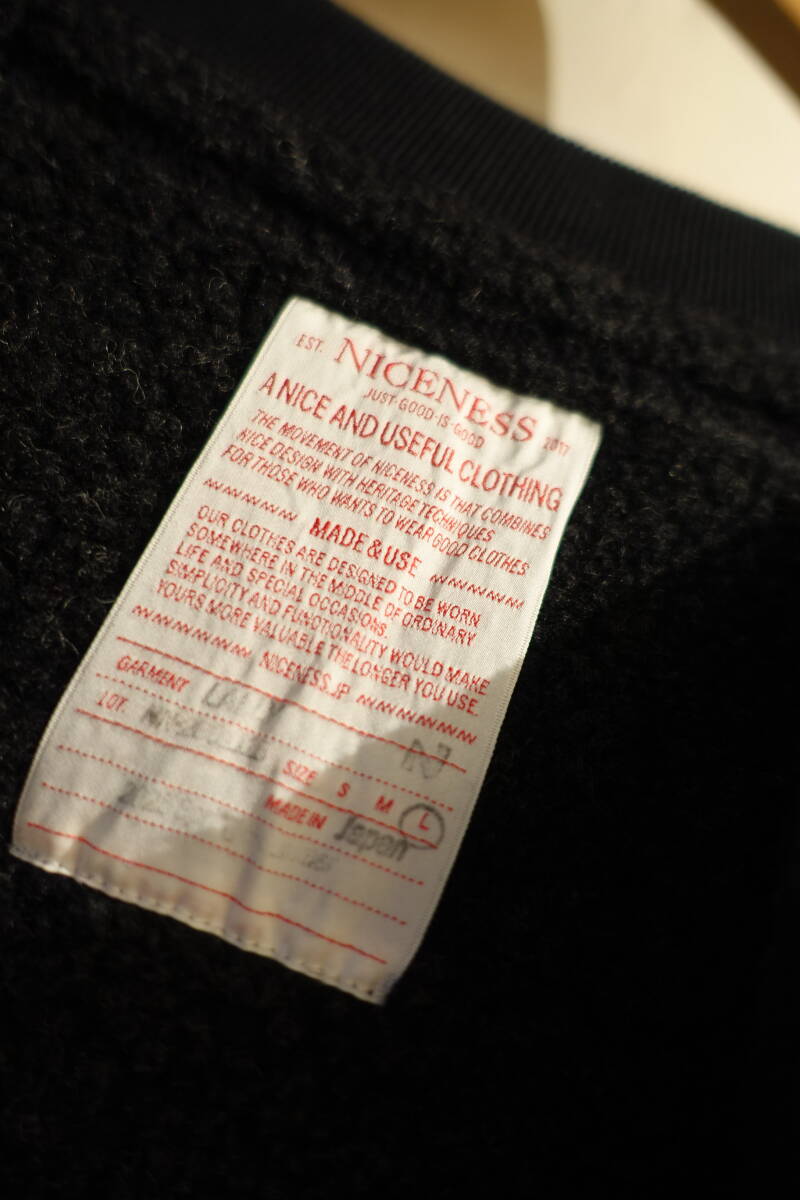 EST. NICENESS 2017
JUST-GOOD-IS-GOOD
A NICE AND USEFUL CLOTHING
THE MOVEMENT OF NICENESS IS THAT COMBINES
NICE DESIGN WITH HERITAGE TECHNIQUES
FOR THOSE WHO WANTS TO WEAR GOOD CLOTHES
MADE & USE
OUR CLOTHES ARE DESIGNED TO BE WORN
SOMEWHERE IN THE MIDDLE OF ORDINARY
LIFE AND SPECIAL OCCASIONS.
SIMPLICITY AND FUNCTIONALITY WOULD MAKE
YOURS MORE VALUABLE THE LONGER YOU USE.
NICENESS.JP
GARMENT N
LOT.
SIZE S M L
MADE IN Japan